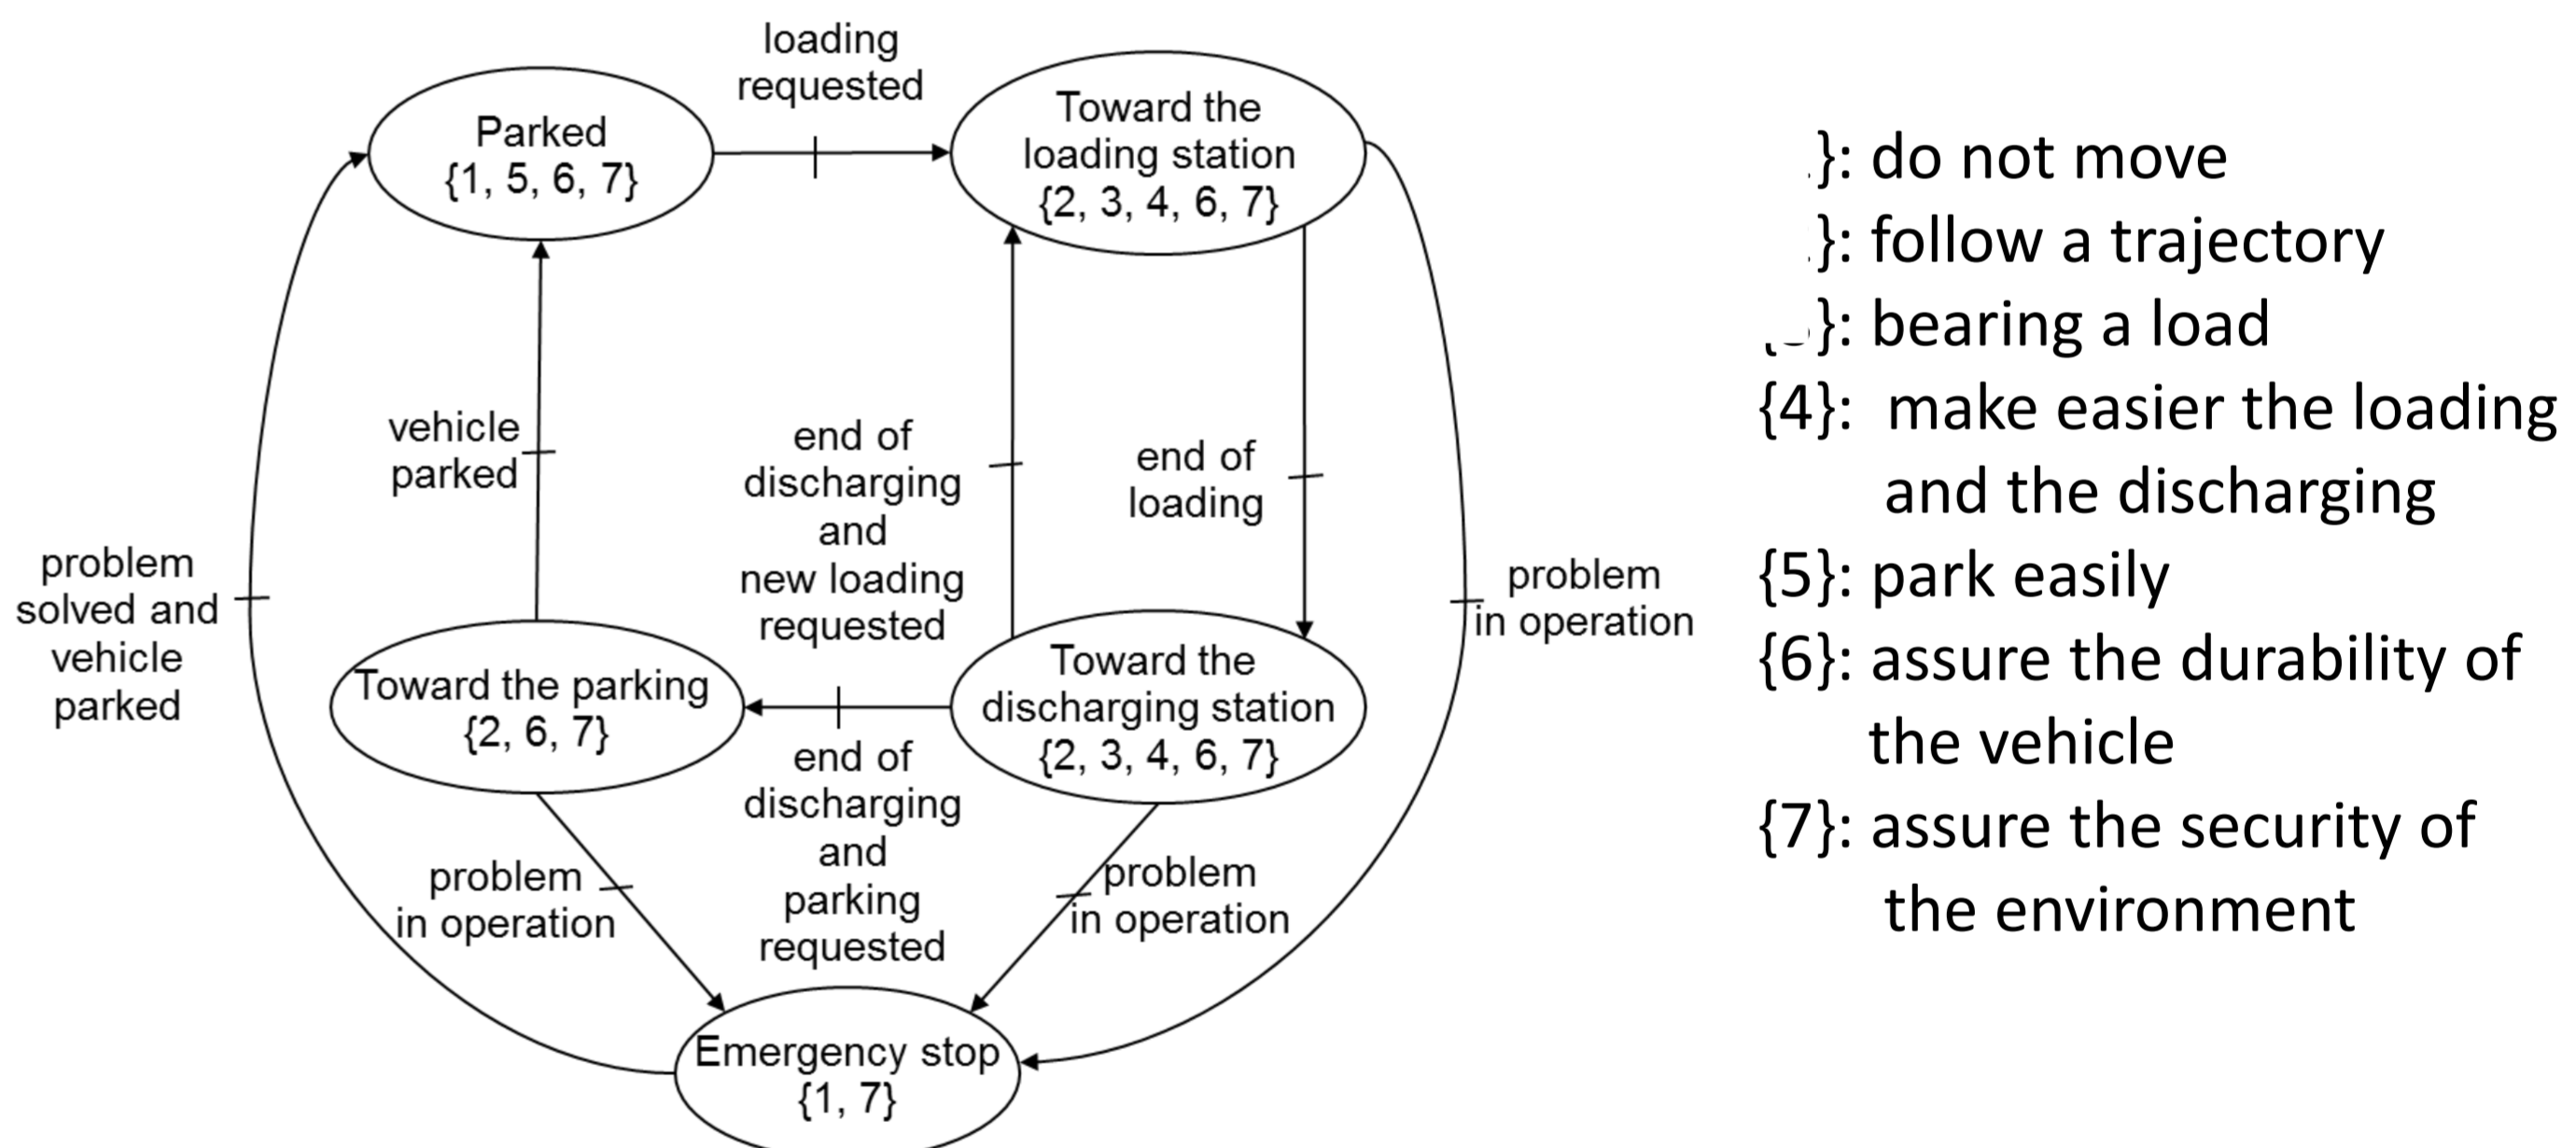 loading
requested
Parked
{1, 5, 6, 7}
Toward the
loading station
{2, 3, 4, 6, 7}
vehicle
parked
end of
discharging
and
new loading
requested
end of
loading
problem
solved and
vehicle
parked
problem
in operation
Toward the parking
{2, 6, 7}
Toward the
discharging station
{2, 3, 4, 6, 7}
end of
discharging
and
parking
requested
problem
in operation
problem
in operation
Emergency stop
{1, 7}
}: do not move
}: follow a trajectory
}: bearing a load
{4}: make easier the loading
and the discharging
{5}: park easily
{6}: assure the durability of
the vehicle
{7}: assure the security of
the environment